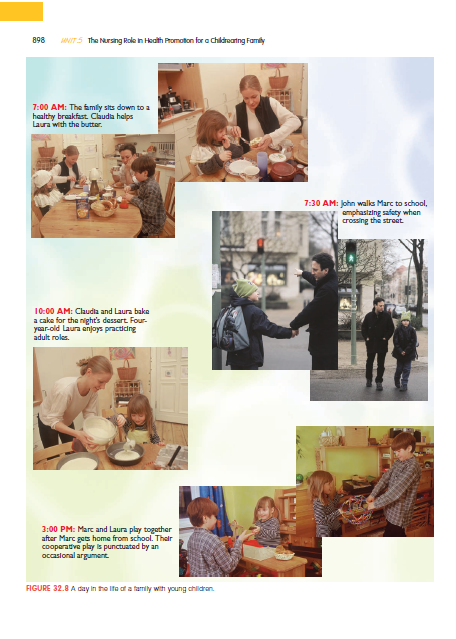 898 UNIT 5 The Nursing Role in Health Promotion for a Childrearing Family
7:00 AM: The family sits down to a
healthy breakfast. Claudia helps
Laura with the butter.
7:30 AM: John walks Marc to school,
emphasizing safety when
crossing the street.
10:00 AM: Claudia and Laura bake
a cake for the night's dessert. Four-
year-old Laura enjoys practicing
adult roles.
3:00 PM: Marc and Laura play together
after Marc gets home from school. Their
cooperative play is punctuated by an
occasional argument.
FIGURE 32.8 A day in the life of a family with young children.